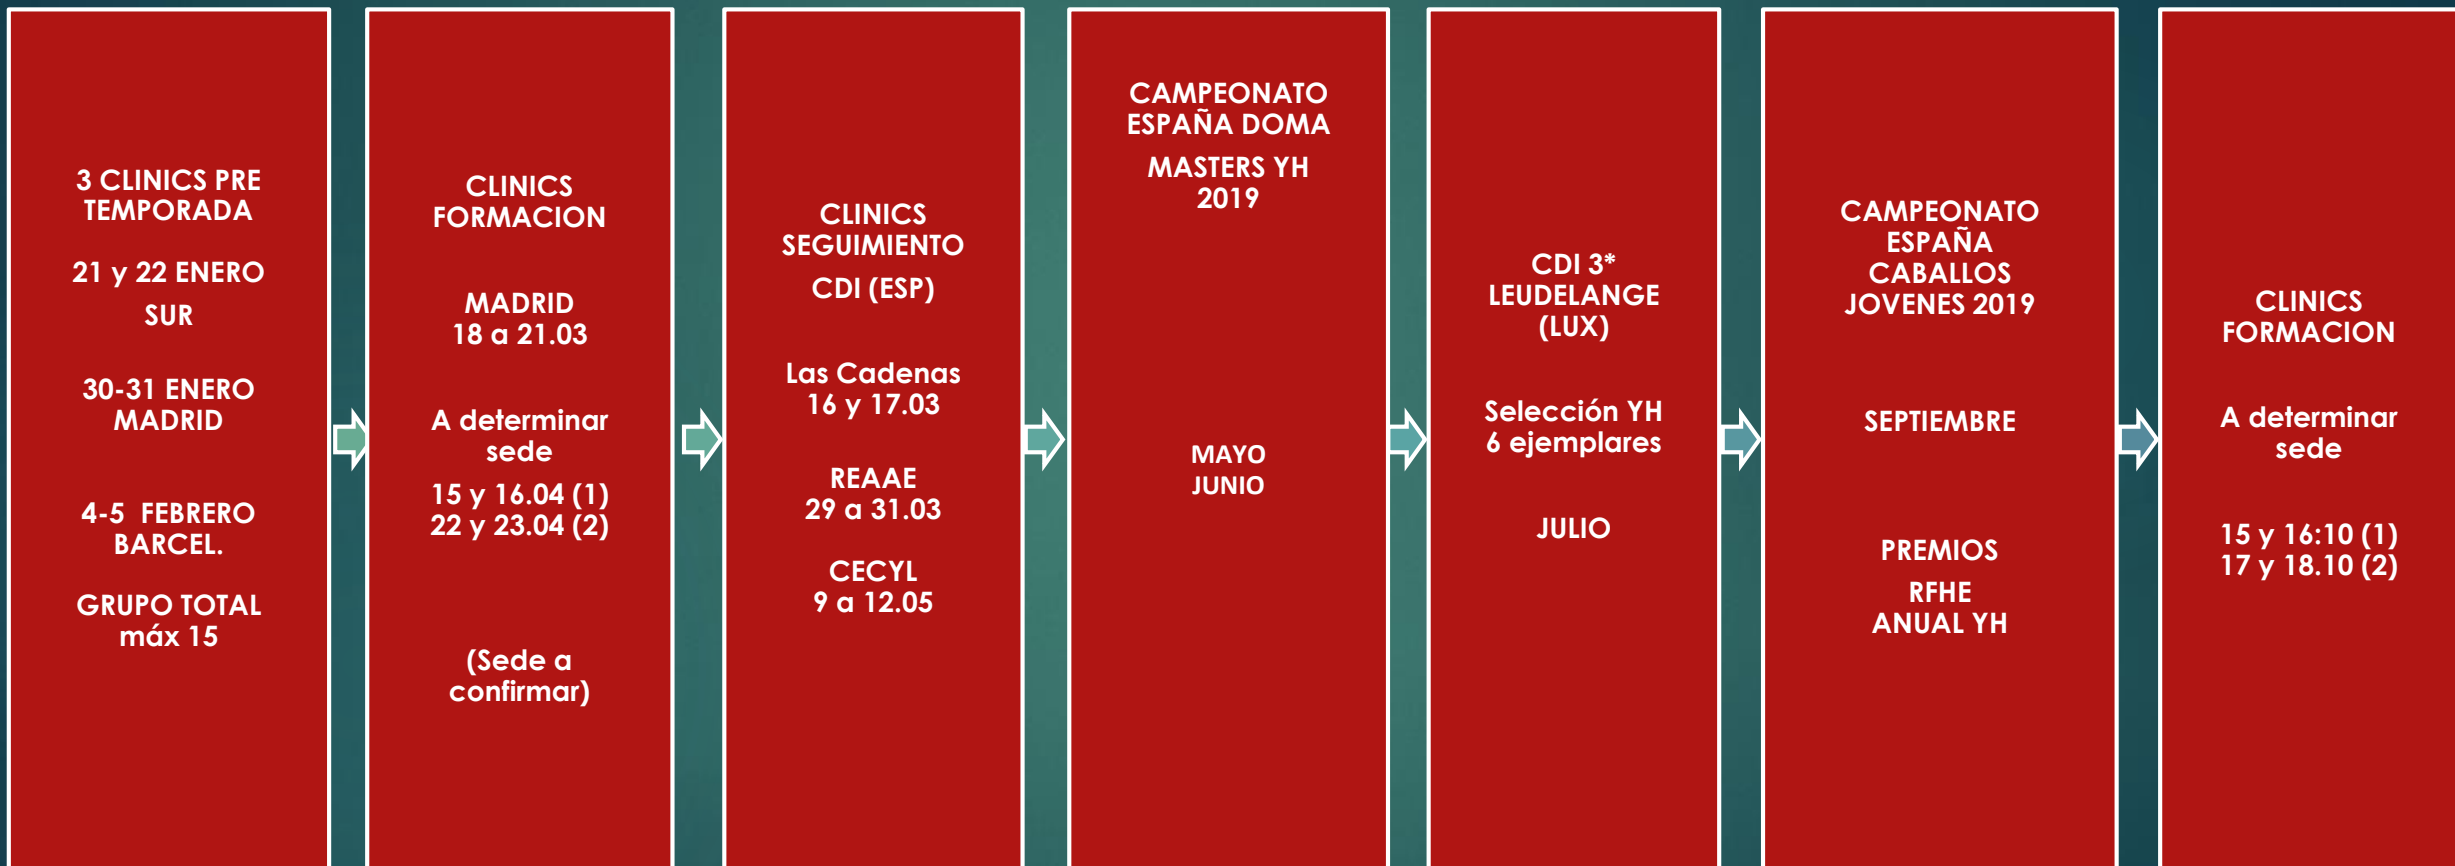 3 CLINICS PRE
TEMPORADA
21 y 22 ENERO
SUR
30-31 ENERO
MADRID
4-5 FEBRERO
BARCEL.
GRUPO TOTAL
máx 15
CLINICS
FORMACION
MADRID
18 a 21.03
A determinar
sede
15 y 16.04 (1)
22 y 23.04 (2)
(Sede a
confirmar)
CLINICS
SEGUIMIENTO
CDI (ESP)
Las Cadenas
16 y 17.03
REAAE
29 a 31.03
CECYL
9 a 12.05
CAMPEONATO
ESPAÑA DOMA
MASTERS YH
2019
MAYO
JUNIO
CDI 3*
LEUDELANGE
(LUX)
Selección YH
6 ejemplares
JULIO
CAMPEONATO
ESPAÑA
CABALLOS
JOVENES 2019
SEPTIEMBRE
PREMIOS
RFHE
ANUAL YH
CLINICS
FORMACION
A determinar
sede
15 y 16:10 (1)
17 y 18.10 (2)